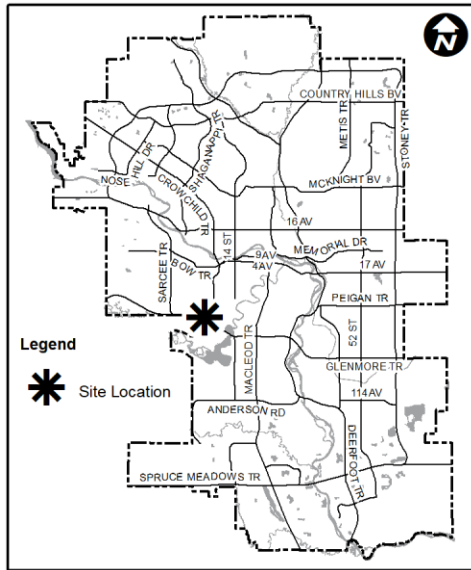 N
COUNTRY HILLS BV
METIS TR
STONEY TR
SHAGANAPPI TR
NOSE HILL DR
CROWCHILD TR
MCKNIGHT BV
16 AV
14 ST
MEMORIAL DR
9AV
4AV
17 AV
BOW TR
SARCEE TR
PEIGAN TR
52 ST
MACLEOD TR
GLENMORE TR
Legend
Site Location
114 AV
ANDERSON RD
DEERFOOT TR
SPRUCE MEADOWS TR